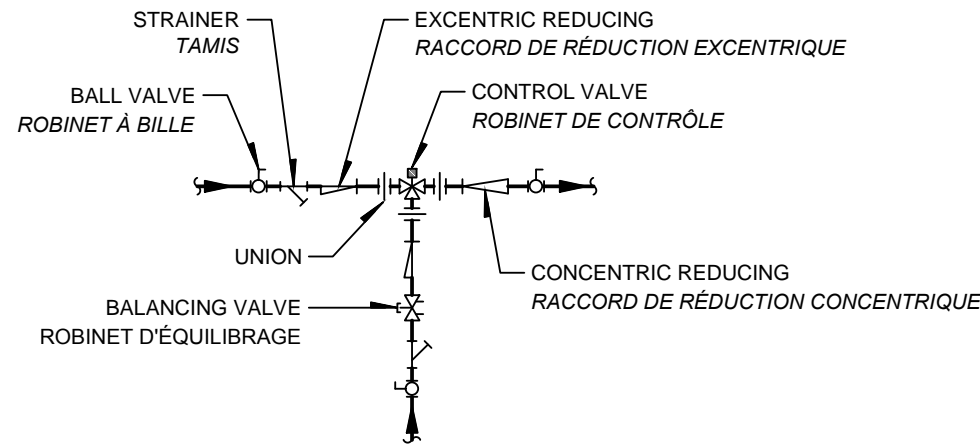 STRAINER
TAMIS
EXCENTRIC REDUCING
RACCORD DE RÉDUCTION EXCENTRIQUE
BALL VALVE
ROBINET À BILLE
CONTROL VALVE
ROBINET DE CONTRÔLE
UNION
CONCENTRIC REDUCING
RACCORD DE RÉDUCTION CONCENTRIQUE
BALANCING VALVE
ROBINET D'ÉQUILIBRAGE